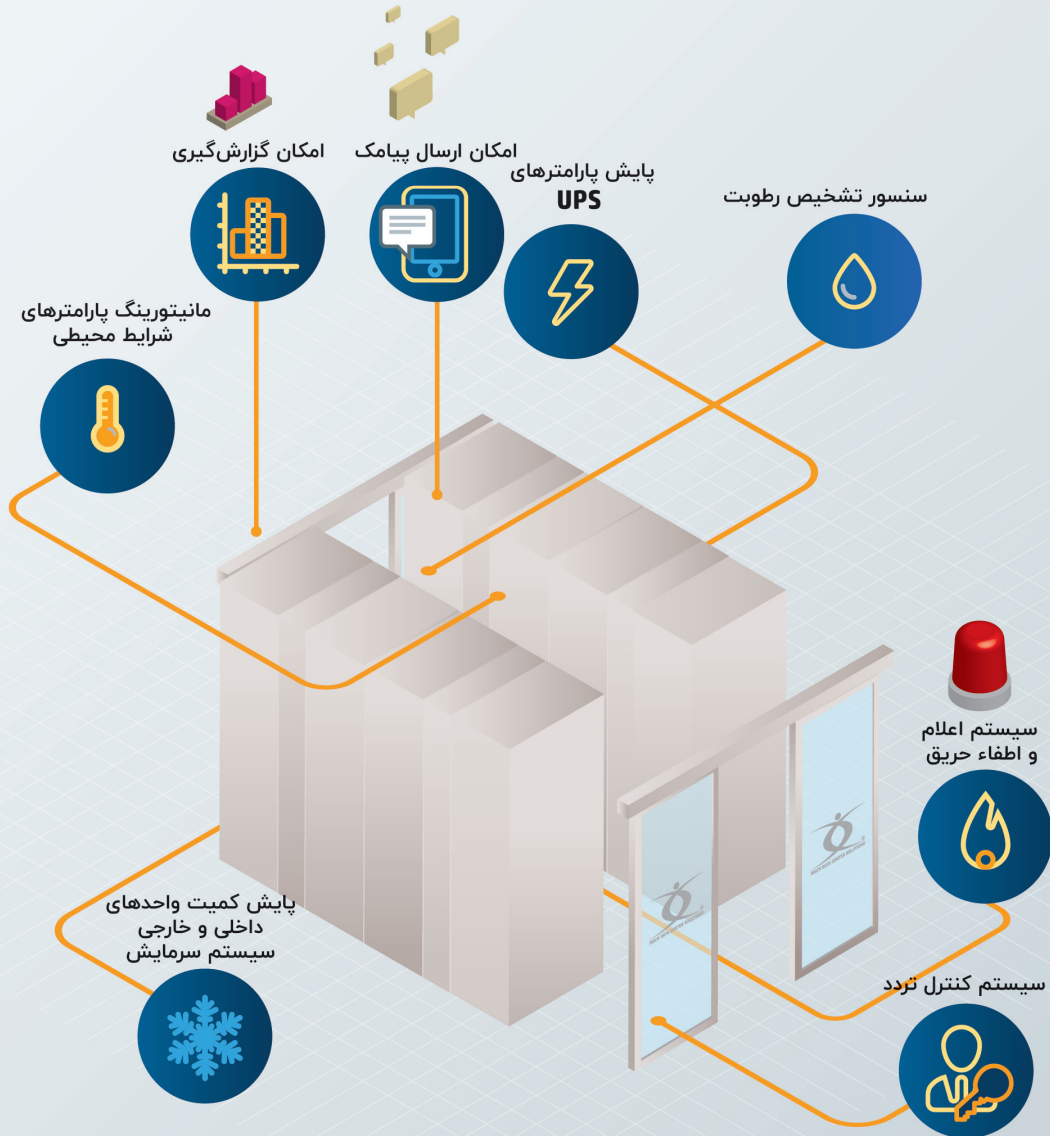 امکان گزارش‌گیری
امکان ارسال پیامک
پایش پارامترهای
UPS
سنسور تشخیص رطوبت
مانیتورینگ پارامترهای
شرایط محیطی
سیستم اعلام
و اطفاء حریق
پایش کمیت واحدهای
داخلی و خارجی
سیستم سرمایش
سیستم کنترل تردد